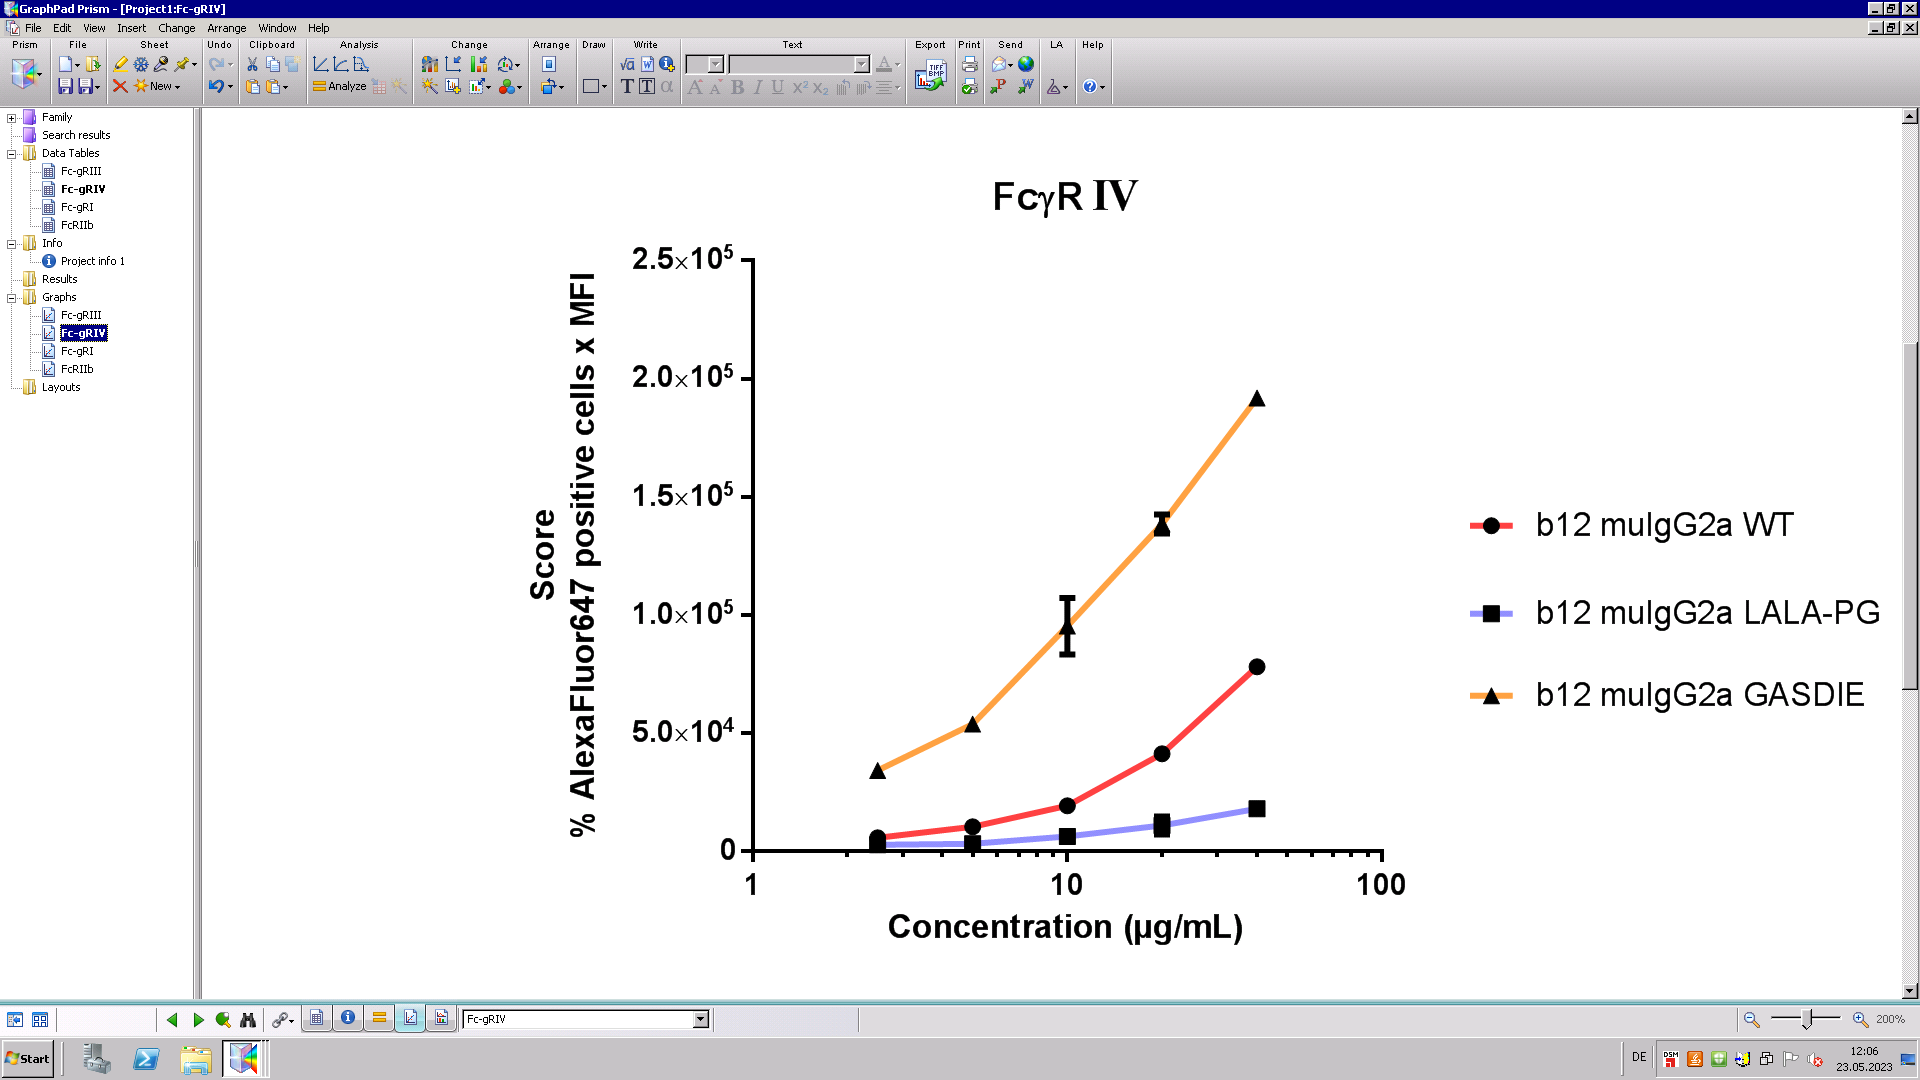 GraphPad Prism - [Project1:Fc-gRIV]
File Edit View Insert Change Arrange Window Help
Prism File Sheet Undo Clipboard Analysis Change Arrange Draw Write Text Export Print Send LA Help
New
Analyze
Family
Search results
Data Tables
Fc-gRIII
Fc-gRIV
Fc-gRI
FcRIIb
Info
Project info 1
Results
Graphs
Fc-gRIII
Fc-gRIV
Fc-gRI
FcRIIb
Layouts
FcγR IV
Score
% AlexaFluor647 positive cells x MFI
2.5×10⁵
2.0×10⁵
1.5×10⁵
1.0×10⁵
5.0×10⁴
0
1 10 100
Concentration (µg/mL)
b12 muIgG2a WT
b12 muIgG2a LALA-PG
b12 muIgG2a GASDIE
Fc-gRIV
200%
Start
DE
12:06
23.05.2023